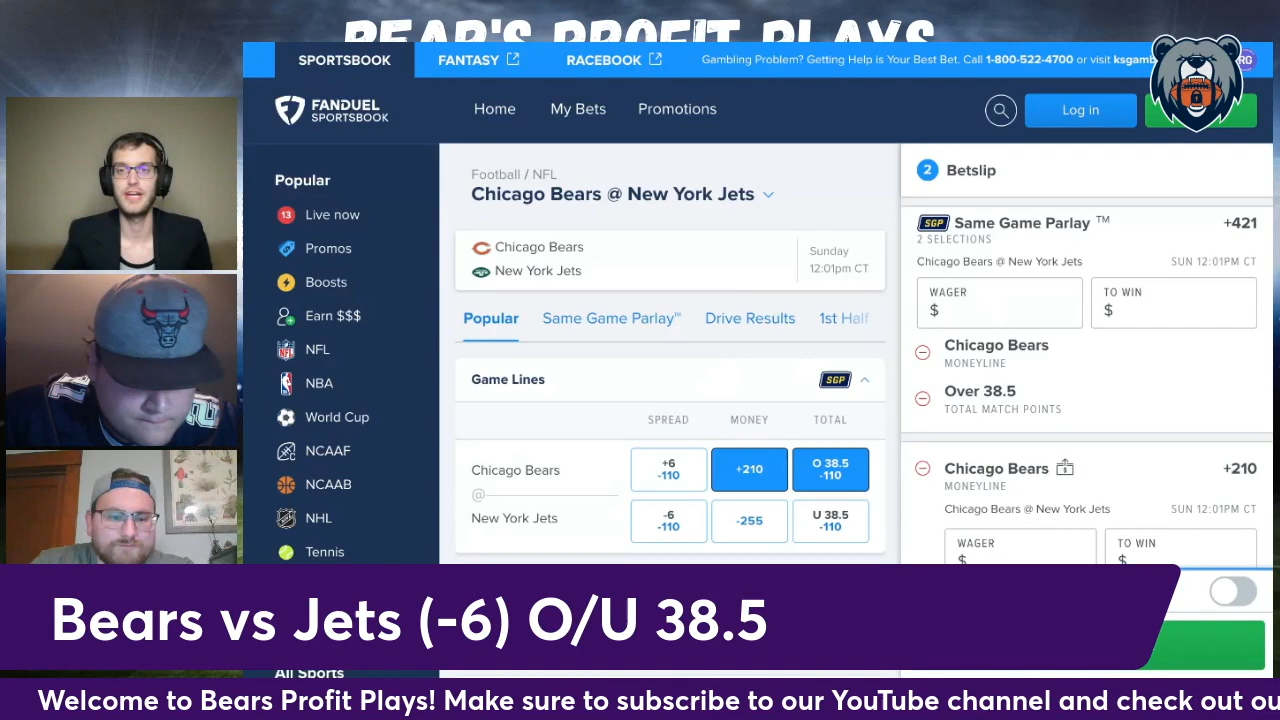 BEAR'S PROFIT PLAYS
SPORTSBOOK
FANTASY
RACEBOOK
Gambling Problem? Getting Help is Your Best Bet. Call 1-800-522-4700 or visit ksgamb
RG
FANDUEL
SPORTSBOOK
Home
My Bets
Promotions
Log in
Popular
13
Live now
Promos
Boosts
Earn $$$
NFL
NBA
World Cup
NCAAF
NCAAB
NHL
Tennis
All Sports
Football / NFL
Chicago Bears @ New York Jets
Chicago Bears
New York Jets
Sunday
12:01pm CT
Popular
Same Game Parlay™
Drive Results
1st Half
Game Lines
SGP
SPREAD MONEY TOTAL
Chicago Bears
+6
-110
+210
O 38.5
-110
@
New York Jets
-6
-110
-255
U 38.5
-110
2 Betslip
SGP Same Game Parlay ™ +421
2 SELECTIONS
Chicago Bears @ New York Jets SUN 12:01PM CT
WAGER
$
TO WIN
$
Chicago Bears
MONEYLINE
Over 38.5
TOTAL MATCH POINTS
Chicago Bears +210
MONEYLINE
Chicago Bears @ New York Jets SUN 12:01PM CT
WAGER
$
TO WIN
$
Bears vs Jets (-6) O/U 38.5
Welcome to Bears Profit Plays! Make sure to subscribe to our YouTube channel and check out ou